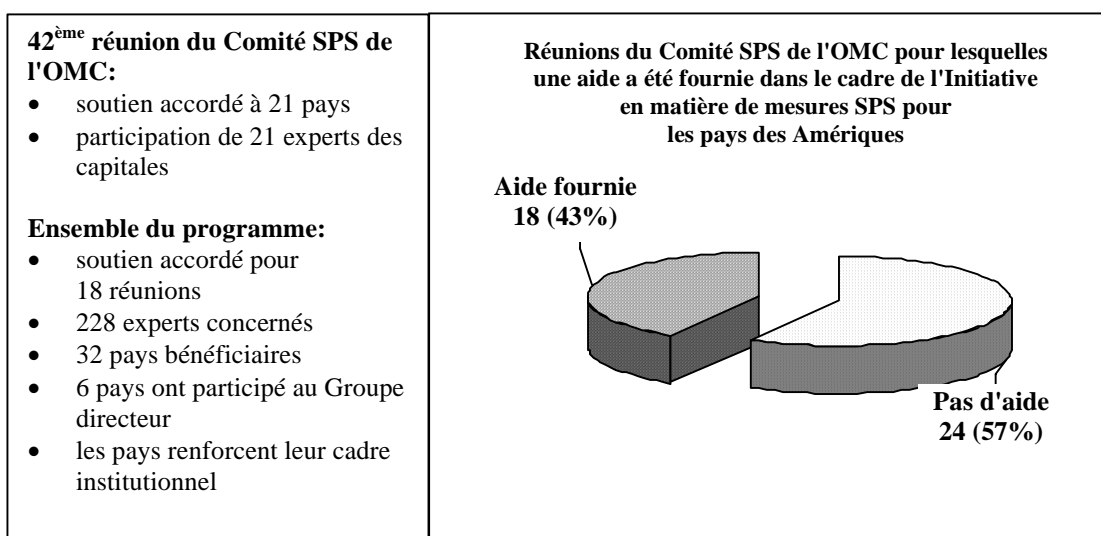 42ème réunion du Comité SPS de
l'OMC:
• soutien accordé à 21 pays
• participation de 21 experts des
capitales
Ensemble du programme:
• soutien accordé pour
18 réunions
• 228 experts concernés
• 32 pays bénéficiaires
• 6 pays ont participé au Groupe
directeur
• les pays renforcent leur cadre
institutionnel
Réunions du Comité SPS de l'OMC pour lesquelles
une aide a été fournie dans le cadre de l'Initiative
en matière de mesures SPS pour
les pays des Amériques
Aide fournie
18 (43%)
Pas d'aide
24 (57%)